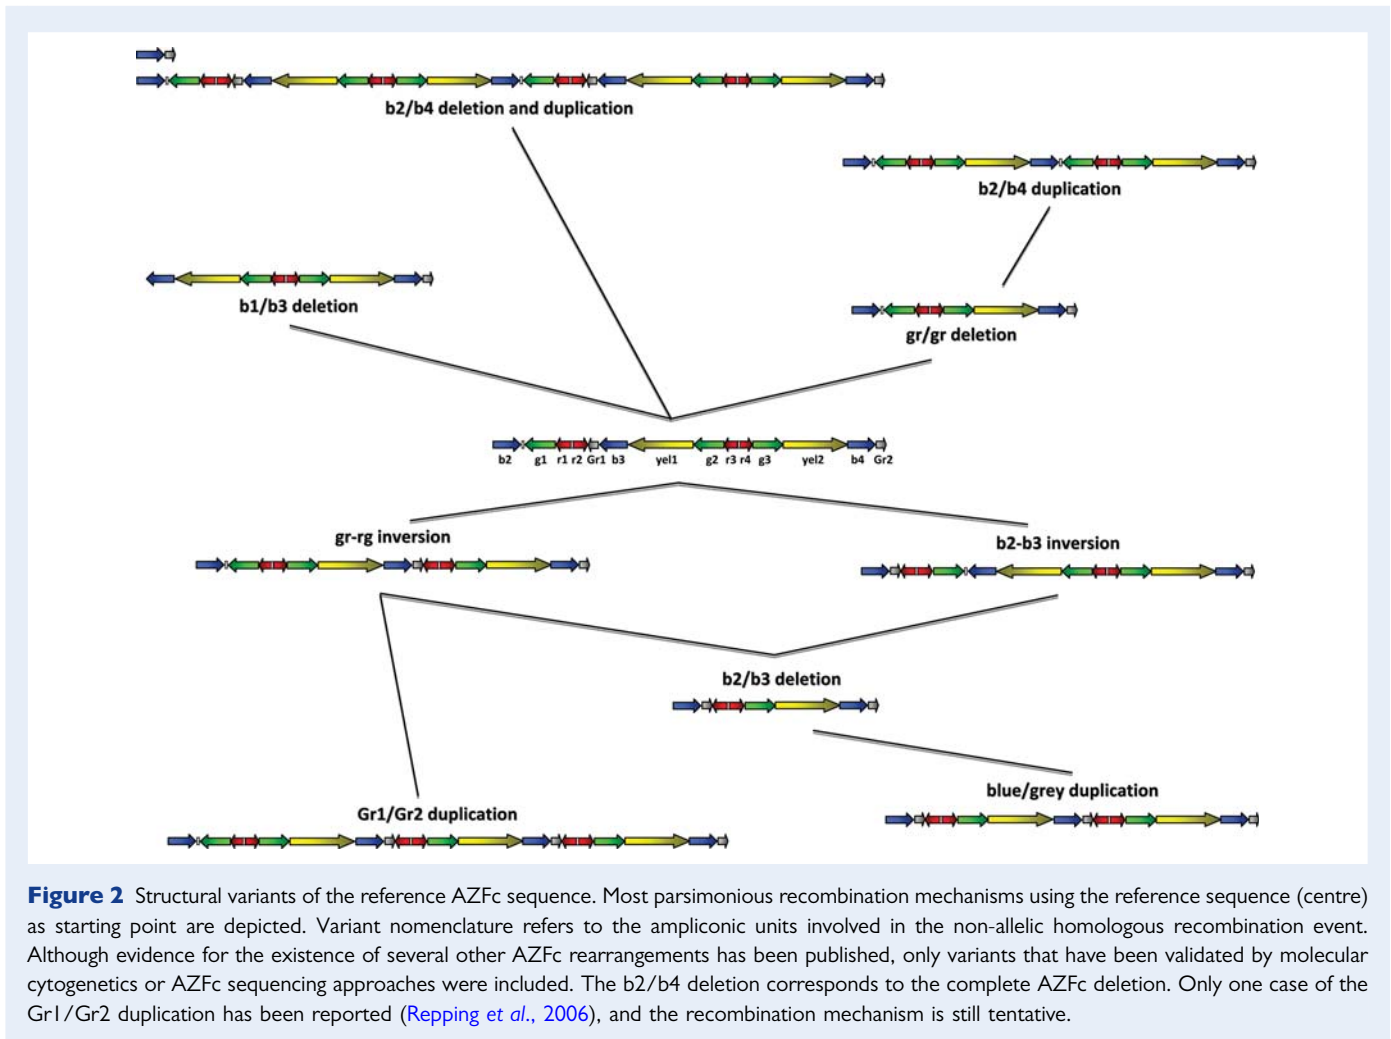 b2/b4 deletion and duplication
b2/b4 duplication
b1/b3 deletion
gr/gr deletion
b2 g1 r1 r2 Gr1 b3 yel1 g2 r3 r4 g3 yel2 b4 Gr2
gr-rg inversion
b2-b3 inversion
b2/b3 deletion
blue/grey duplication
Gr1/Gr2 duplication
Figure 2 Structural variants of the reference AZFc sequence. Most parsimonious recombination mechanisms using the reference sequence (centre)
as starting point are depicted. Variant nomenclature refers to the ampliconic units involved in the non-allelic homologous recombination event.
Although evidence for the existence of several other AZFc rearrangements has been published, only variants that have been validated by molecular
cytogenetics or AZFc sequencing approaches were included. The b2/b4 deletion corresponds to the complete AZFc deletion. Only one case of the
Gr1/Gr2 duplication has been reported (Repping et al., 2006), and the recombination mechanism is still tentative.